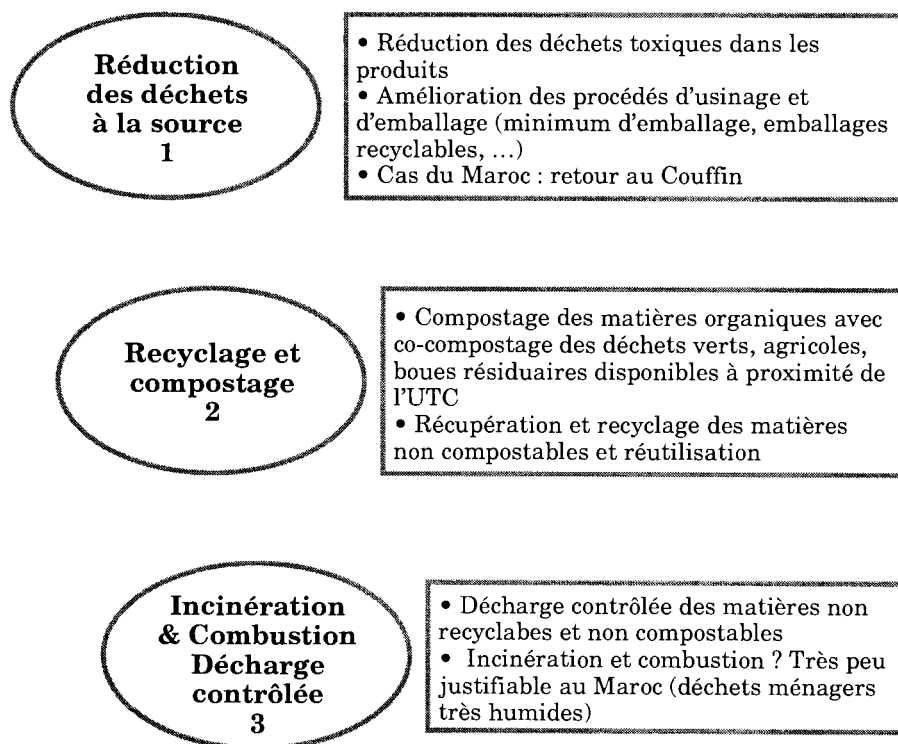 Réduction
des déchets
à la source
1
• Réduction des déchets toxiques dans les
produits
• Amélioration des procédés d'usinage et
d'emballage (minimum d'emballage, emballages
recyclables, ...)
• Cas du Maroc : retour au Couffin
Recyclage et
compostage
2
• Compostage des matières organiques avec
co-compostage des déchets verts, agricoles,
boues résiduaires disponibles à proximité de
l'UTC
• Récupération et recyclage des matières
non compostables et réutilisation
Incinération
& Combustion
Décharge
contrôlée
3
• Décharge contrôlée des matières non
recyclabes et non compostables
• Incinération et combustion ? Très peu
justifiable au Maroc (déchets ménagers
très humides)